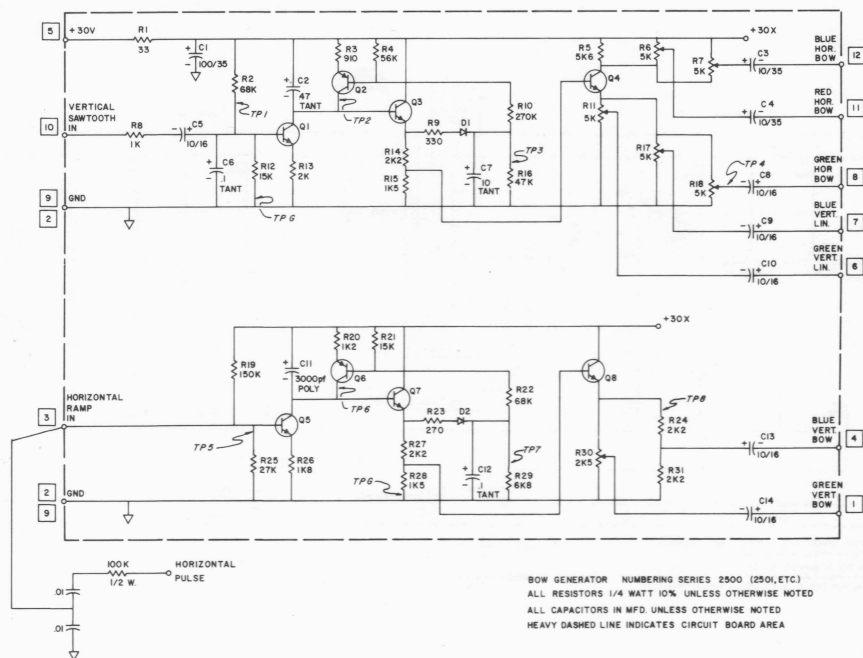 5 +30V
R1
33
C1
100/35
R2
68K
TP1
C2
47
TANT
R3
910
R4
56K
Q2
TP2
Q3
R5
5K6
Q4
R6
5K
R7
5K
+30X
C3
10/35
BLUE
HOR.
BOW
12
RED
HOR.
BOW
11
C4
10/35
10
VERTICAL
SAWTOOTH
IN
R8
1K
C5
10/16
Q1
C6
.1
TANT
R12
15K
R13
2K
R9
330
D1
R10
270K
TP3
R14
2K2
R15
1K5
C7
10
TANT
R16
47K
R11
5K
R17
5K
R18
5K
TP4
C8
10/16
GREEN
HOR
BOW
8
9
GND
2
TPG
C9
10/16
BLUE
VERT.
LIN.
7
C10
10/16
GREEN
VERT.
LIN.
6
+30X
R19
150K
C11
3000pf
POLY
R20
1K2
R21
15K
Q6
TP6
Q7
Q8
R22
68K
TP8
3
HORIZONTAL
RAMP
IN
TP5
Q5
R23
270
D2
R24
2K2
C13
10/16
BLUE
VERT
BOW
4
R25
27K
R26
1K8
R27
2K2
R28
1K5
TPG
C12
.1
TANT
TP7
R29
6K8
R30
2K5
R31
2K2
2
GND
9
C14
10/16
GREEN
VERT
BOW
1
100K
1/2 W.
HORIZONTAL
PULSE
.01
.01
BOW GENERATOR NUMBERING SERIES 2500 (2501, ETC.)
ALL RESISTORS 1/4 WATT 10% UNLESS OTHERWISE NOTED
ALL CAPACITORS IN MFD. UNLESS OTHERWISE NOTED
HEAVY DASHED LINE INDICATES CIRCUIT BOARD AREA